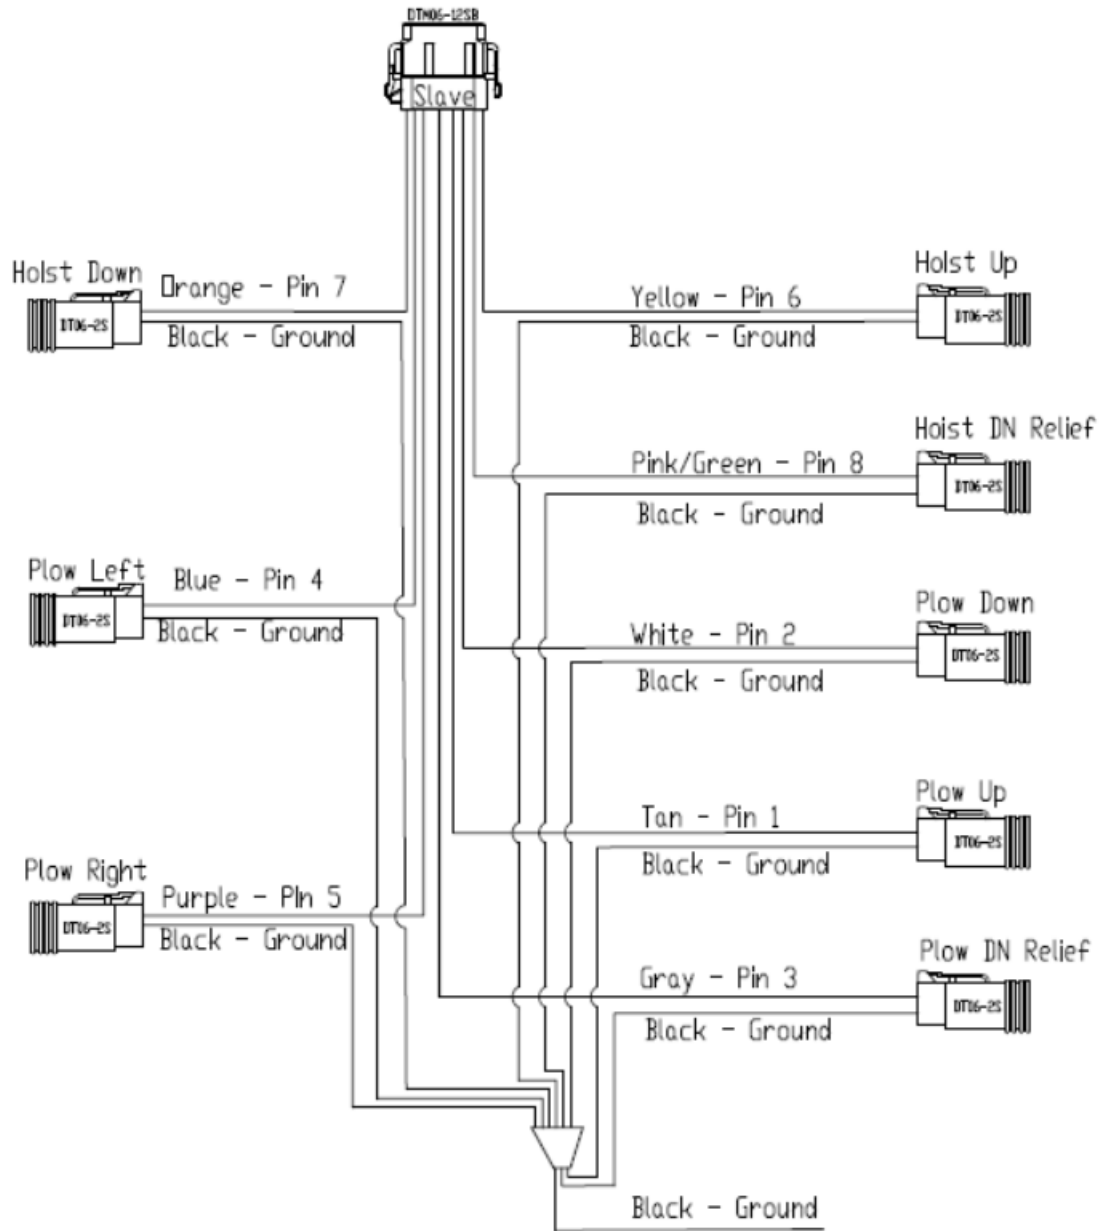 DTM06-12SB
Slave
Hoist Down
Orange - Pin 7
DT06-2S
Black - Ground
Hoist Up
Yellow - Pin 6
DT06-2S
Black - Ground
Hoist DN Relief
Pink/Green - Pin 8
DT06-2S
Black - Ground
Plow Left
Blue - Pin 4
DT06-2S
Black - Ground
Plow Down
White - Pin 2
DT06-2S
Black - Ground
Plow Up
Tan - Pin 1
DT06-2S
Black - Ground
Plow Right
Purple - PIn 5
DT06-2S
Black - Ground
Plow DN Relief
Gray - Pin 3
DT06-2S
Black - Ground
Black - Ground